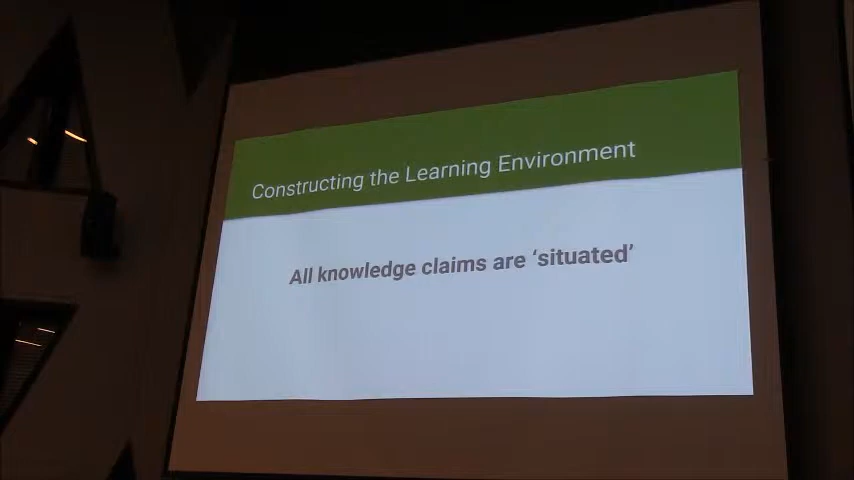 Constructing the Learning Environment
All knowledge claims are ‘situated’